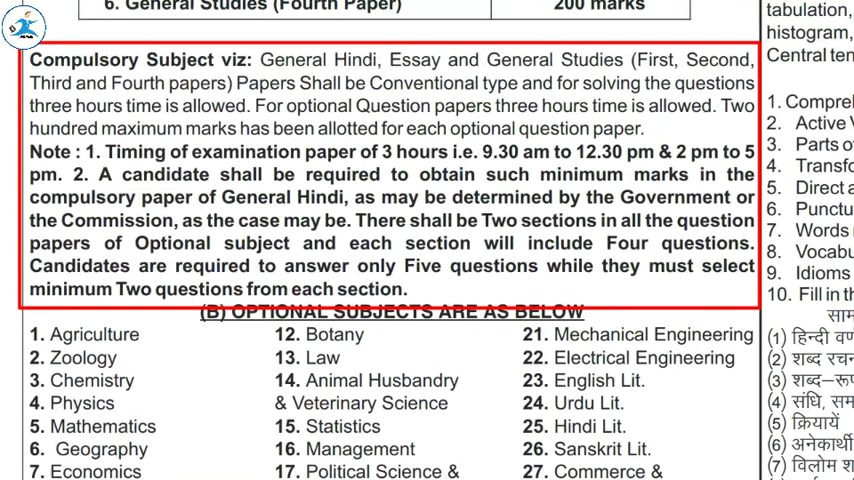 6. General Studies (Fourth Paper) 200 marks
Compulsory Subject viz: General Hindi, Essay and General Studies (First, Second,
Third and Fourth papers) Papers Shall be Conventional type and for solving the questions
three hours time is allowed. For optional Question papers three hours time is allowed. Two
hundred maximum marks has been allotted for each optional question paper.
Note : 1. Timing of examination paper of 3 hours i.e. 9.30 am to 12.30 pm & 2 pm to 5
pm. 2. A candidate shall be required to obtain such minimum marks in the
compulsory paper of General Hindi, as may be determined by the Government or
the Commission, as the case may be. There shall be Two sections in all the question
papers of Optional subject and each section will include Four questions.
Candidates are required to answer only Five questions while they must select
minimum Two questions from each section.
(B) OPTIONAL SUBJECTS ARE AS BELOW
1. Agriculture
2. Zoology
3. Chemistry
4. Physics
5. Mathematics
6. Geography
7. Economics
12. Botany
13. Law
14. Animal Husbandry
& Veterinary Science
15. Statistics
16. Management
17. Political Science &
21. Mechanical Engineering
22. Electrical Engineering
23. English Lit.
24. Urdu Lit.
25. Hindi Lit.
26. Sanskrit Lit.
27. Commerce &
tabulation,
histogram,
Central ten
1. Compreh
2. Active V
3. Parts of
4. Transfo
5. Direct a
6. Punctu
7. Words
8. Vocabu
9. Idioms
10. Fill in th
साम
(1) हिन्दी वर्ण
(2) शब्द रचन
(3) शब्द–रूप
(4) संधि, सम
(5) क्रियायें
(6) अनेकार्थी
(7) विलोम श